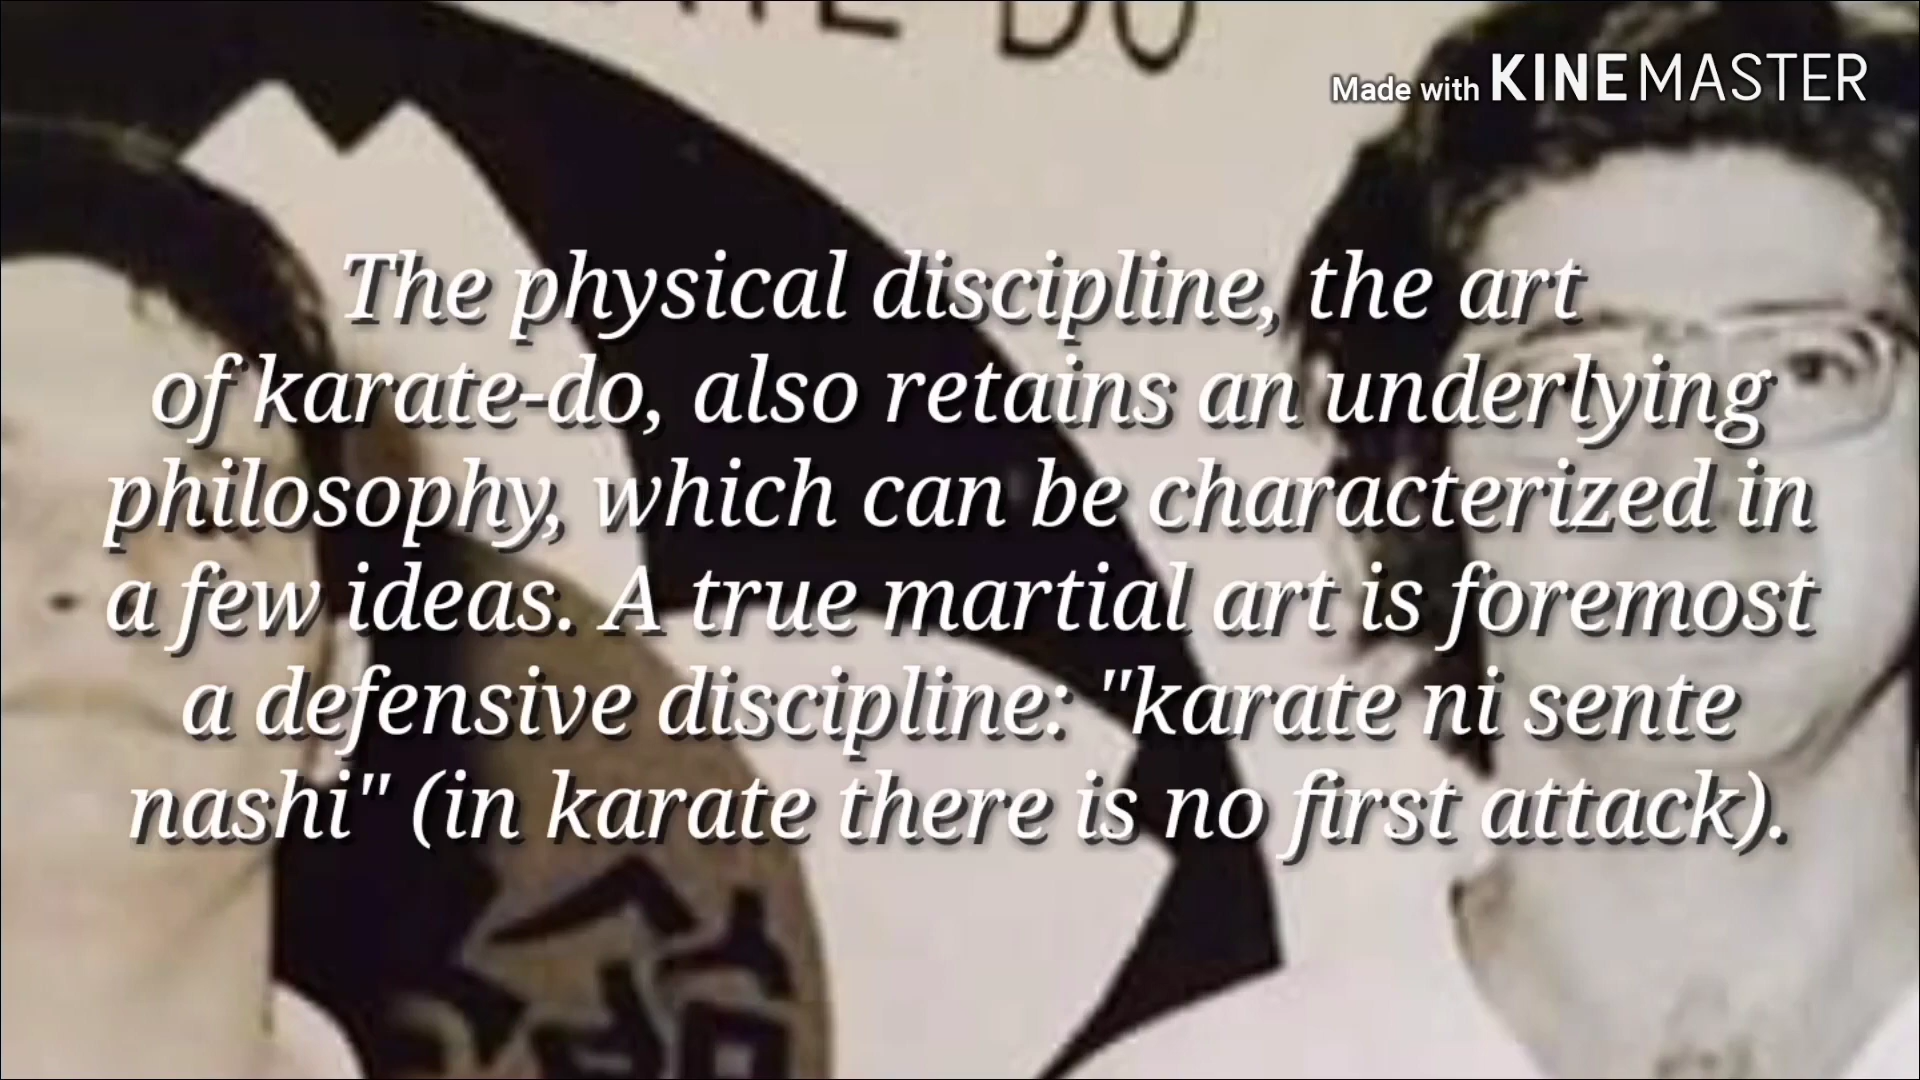 DO
Made with KINEMASTER
The physical discipline, the art
of karate-do, also retains an underlying
philosophy, which can be characterized in
a few ideas. A true martial art is foremost
a defensive discipline: "karate ni sente
nashi" (in karate there is no first attack).